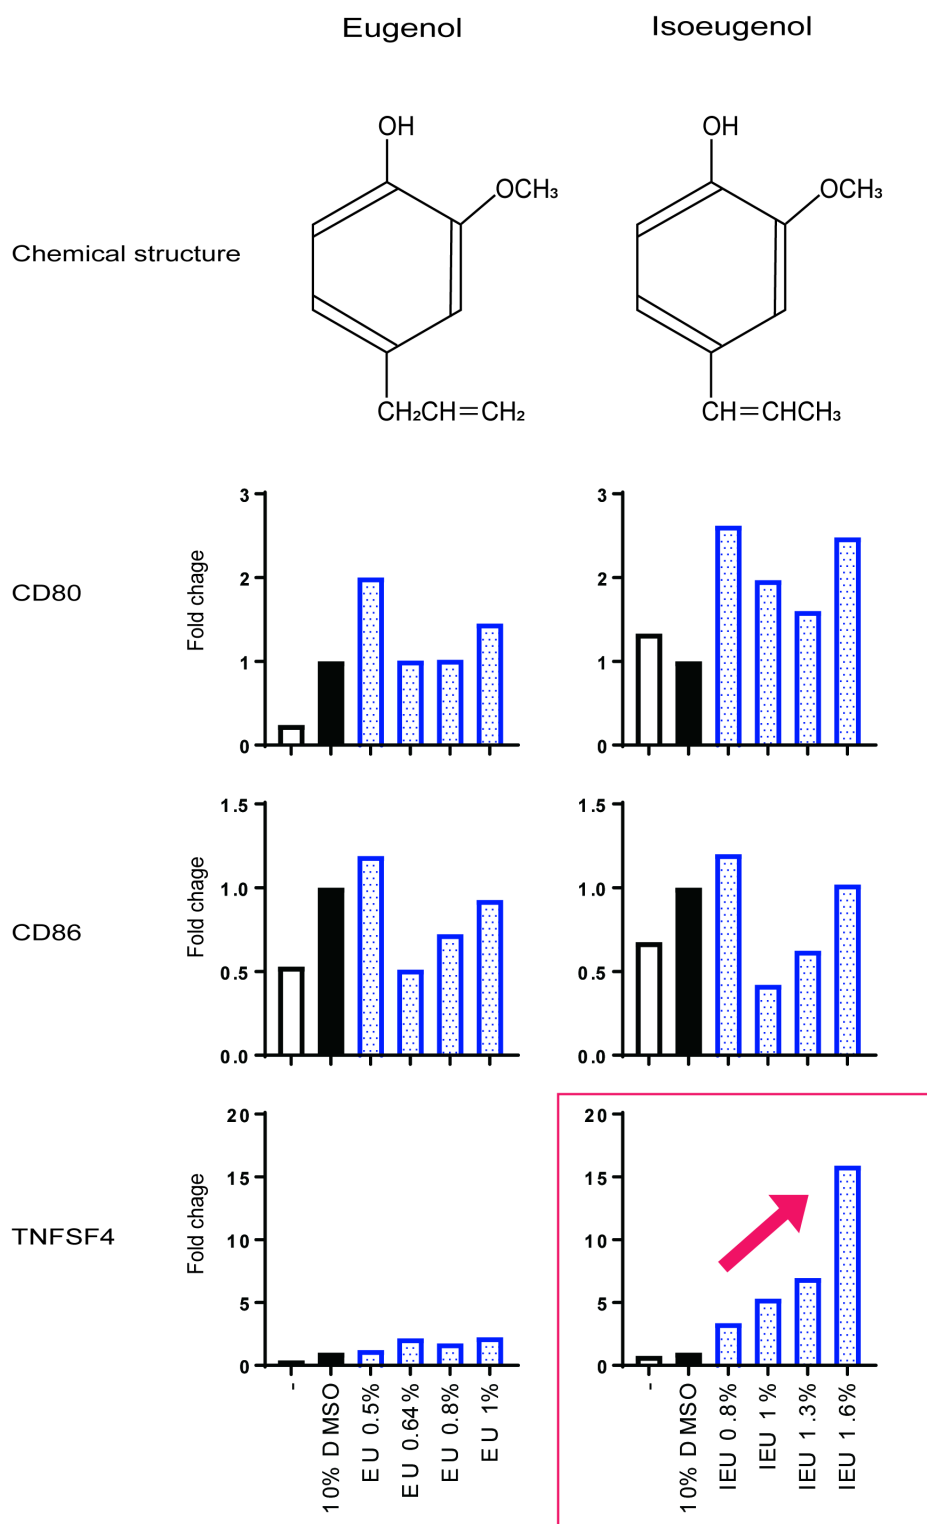 Eugenol
Isoeugenol
Chemical structure
OH
OCH₃
CH₂CH=CH₂
OH
OCH₃
CH=CHCH₃
CD80
Fold chage
3
2
1
0
3
2
1
0
CD86
Fold chage
1.5
1.0
0.5
0.0
1.5
1.0
0.5
0.0
TNFSF4
Fold chage
20
15
10
5
0
20
15
10
5
0
-
10% DMSO
EU 0.5%
EU 0.64%
EU 0.8%
EU 1%
-
10% DMSO
IEU 0.8%
IEU 1%
IEU 1.3%
IEU 1.6%